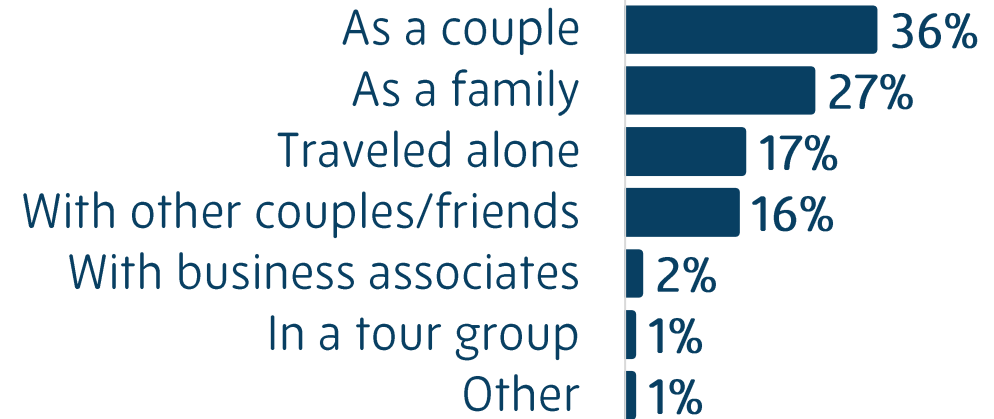 As a couple 36%
As a family 27%
Traveled alone 17%
With other couples/friends 16%
With business associates 2%
In a tour group 1%
Other 1%